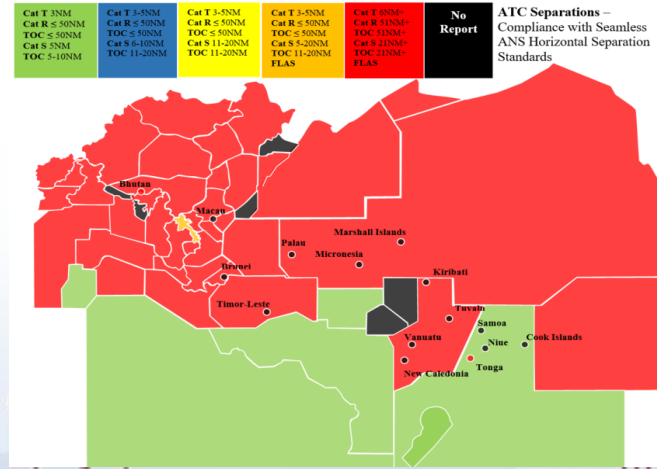 Cat T 3NM
Cat R ≤ 50NM
TOC ≤ 50NM
Cat S 5NM
TOC 5-10NM
Cat T 3-5NM
Cat R ≤ 50NM
TOC ≤ 50NM
Cat S 6-10NM
TOC 11-20NM
Cat T 3-5NM
Cat R ≤ 50NM
TOC ≤ 50NM
Cat S 11-20NM
TOC 11-20NM
Cat T 3-5NM
Cat R ≤ 50NM
TOC ≤ 50NM
Cat S 5-20NM
TOC 11-20NM
FLAS
Cat T 6NM+
Cat R 51NM+
TOC 51NM+
Cat S 21NM+
TOC 21NM+
FLAS
No
Report
ATC Separations –
Compliance with Seamless
ANS Horizontal Separation
Standards
Bhutan
Macau
Marshall Islands
Palau
Micronesia
Brunei
Kiribati
Timor-Leste
Tuvalu
Samoa
Vanuatu
Niue
Cook Islands
New Caledonia
Tonga